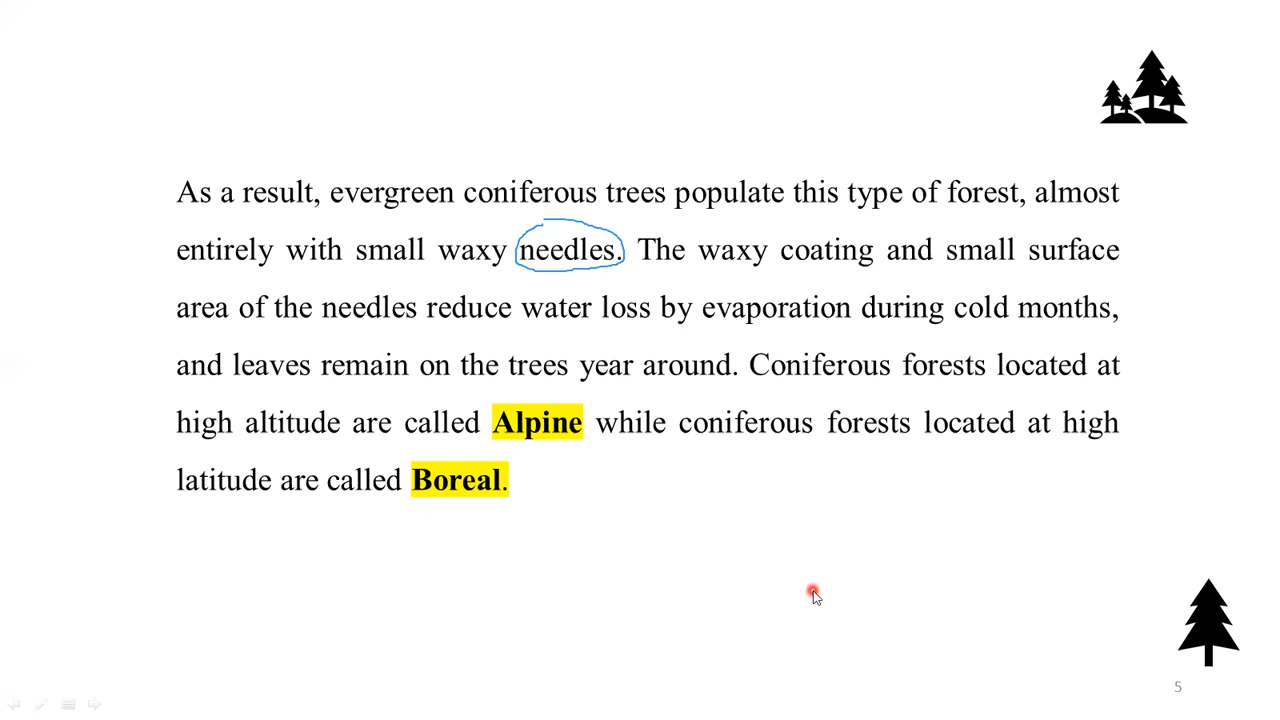 As a result, evergreen coniferous trees populate this type of forest, almost
entirely with small waxy needles. The waxy coating and small surface
area of the needles reduce water loss by evaporation during cold months,
and leaves remain on the trees year around. Coniferous forests located at
high altitude are called Alpine while coniferous forests located at high
latitude are called Boreal.
5